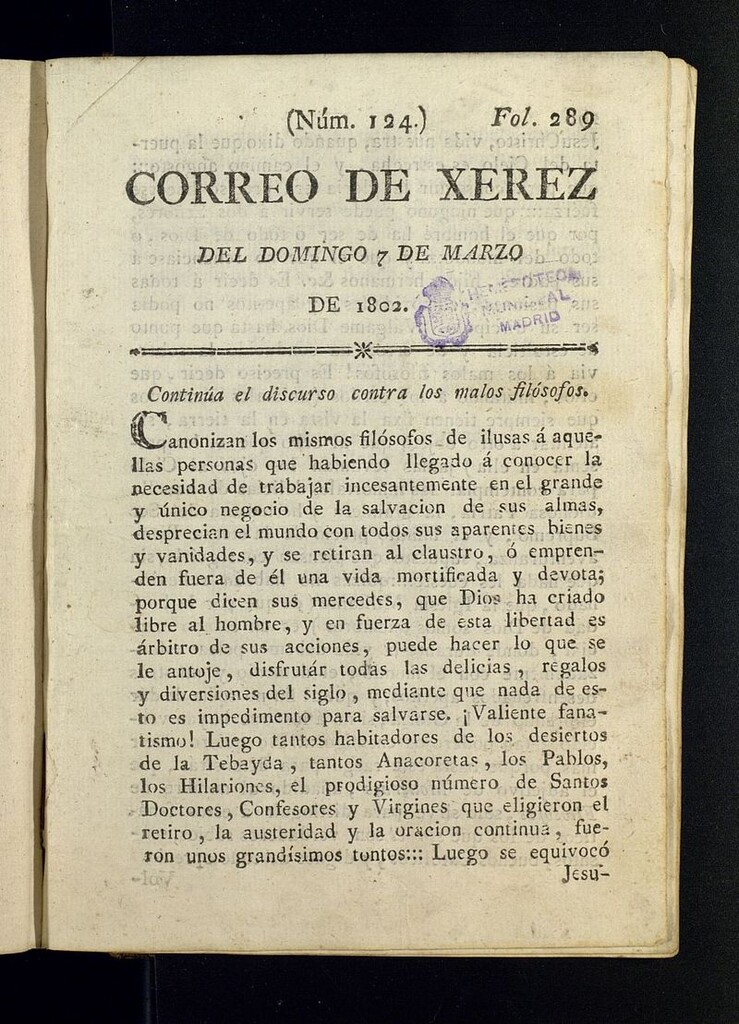 (Núm. 124.) Fol. 289
CORREO DE XEREZ
DEL DOMINGO 7 DE MARZO
DE 1802.
HEMEROTECA
MUNICIPAL
MADRID
Continúa el discurso contra los malos filósofos.
Canonizan los mismos filósofos de ilusas á aque-
llas personas que habiendo llegado á conocer la
necesidad de trabajar incesantemente en el grande
y único negocio de la salvacion de sus almas,
desprecian el mundo con todos sus aparentes bienes
y vanidades, y se retiran al claustro, ó empren-
den fuera de él una vida mortificada y devota;
porque dicen sus mercedes, que Dios ha criado
libre al hombre, y en fuerza de esta libertad es
árbitro de sus acciones, puede hacer lo que se
le antoje, disfrutár todas las delicias, regalos
y diversiones del siglo, mediante que nada de es-
to es impedimento para salvarse. ¡Valiente fana-
tismo! Luego tantos habitadores de los desiertos
de la Tebayda, tantos Anacoretas, los Pablos,
los Hilariones, el prodigioso número de Santos
Doctores, Confesores y Virgines que eligieron el
retiro, la austeridad y la oracion continua, fue-
ron unos grandísimos tontos::: Luego se equivocó
Jesu-